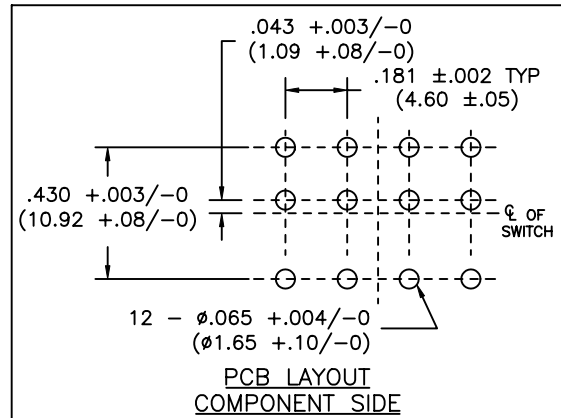 .043 +.003/-0
(1.09 +.08/-0)
.181 ±.002 TYP
(4.60 ±.05)
.430 +.003/-0
(10.92 +.08/-0)
℄ OF
SWITCH
12 - ø.065 +.004/-0
(ø1.65 +.10/-0)
PCB LAYOUT
COMPONENT SIDE